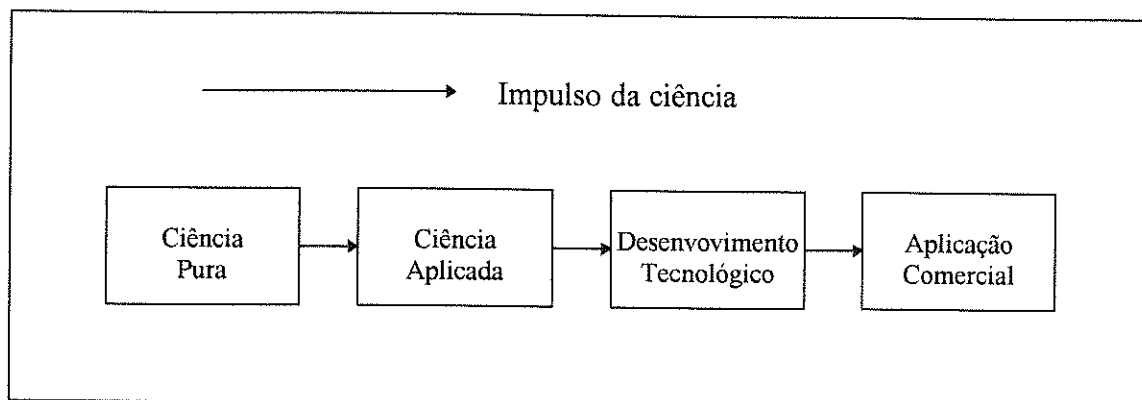 Impulso da ciência
Ciência
Pura
Ciência
Aplicada
Desenvovimento
Tecnológico
Aplicação
Comercial